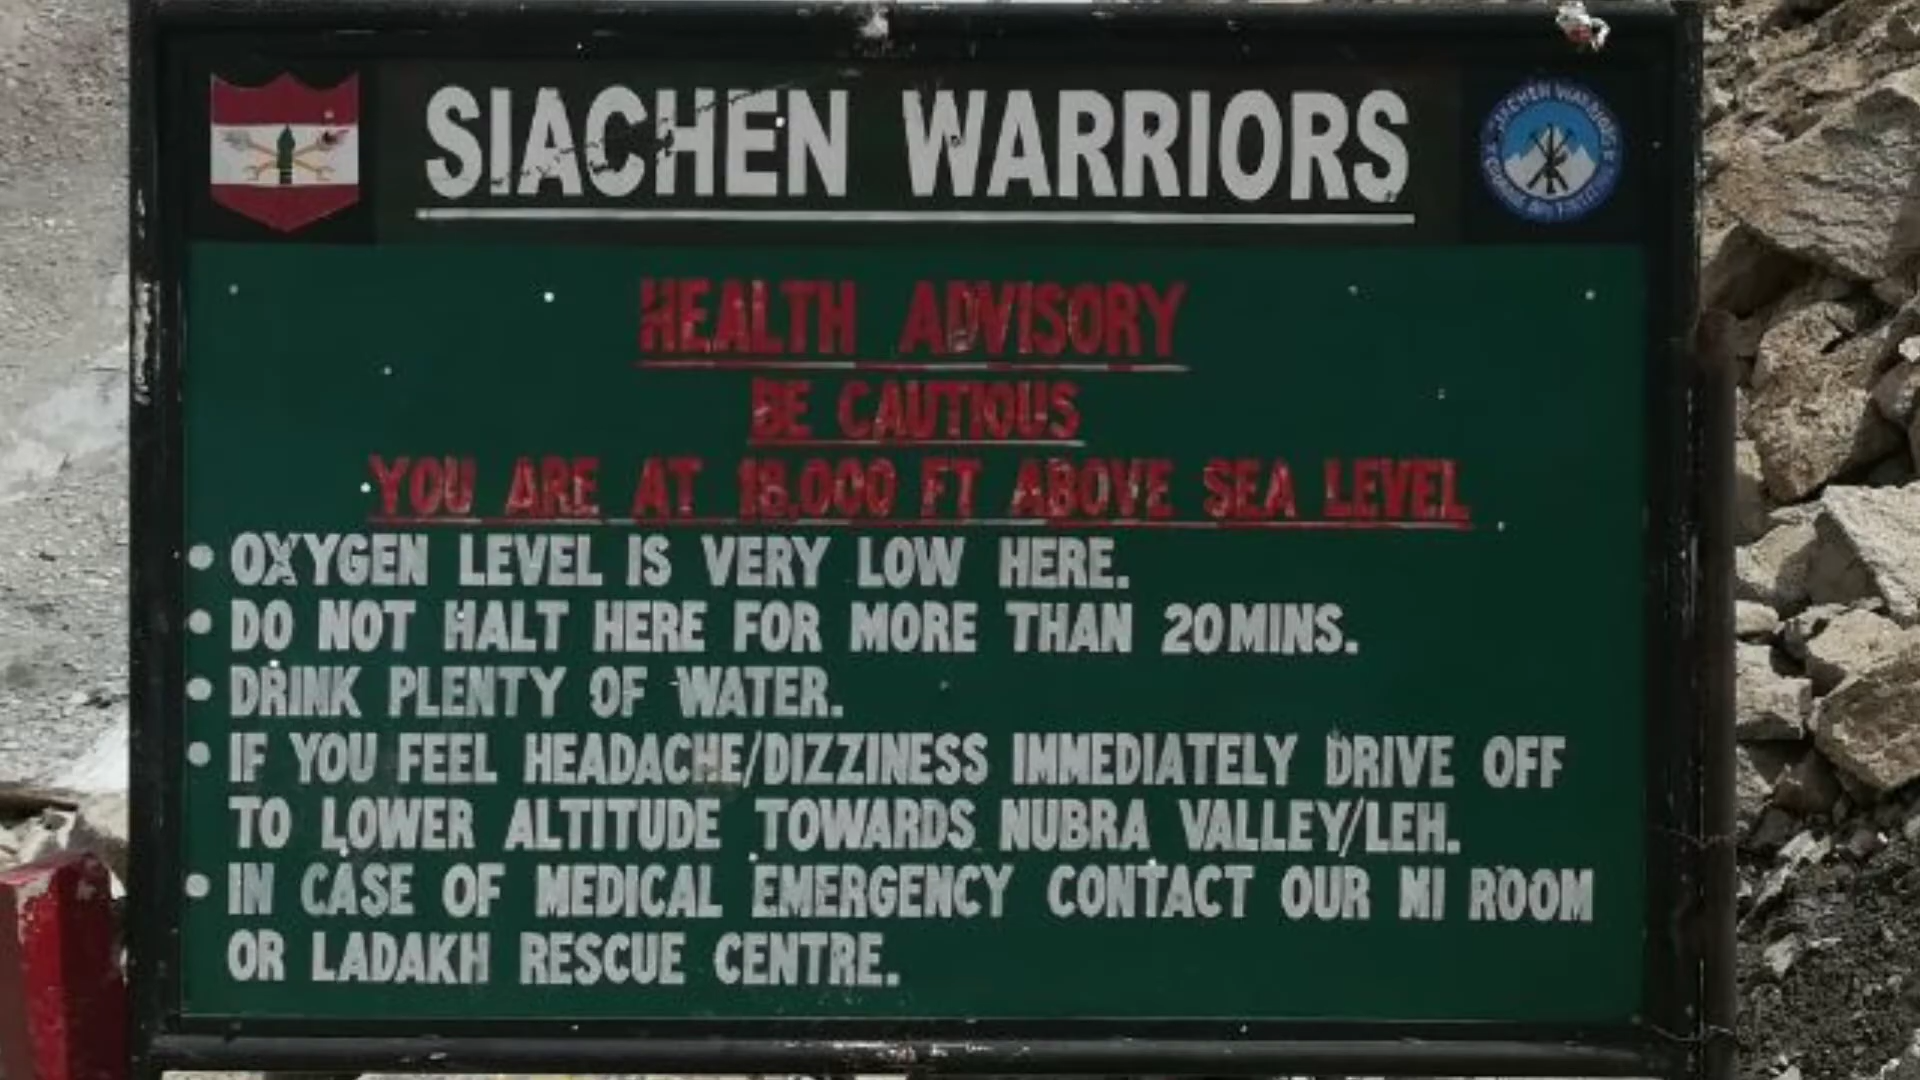 SIACHEN WARRIORS
SIACHEN WARRIORS
HEALTH ADVISORY
BE CAUTIOUS
YOU ARE AT 18,000 FT ABOVE SEA LEVEL
• OXYGEN LEVEL IS VERY LOW HERE.
• DO NOT HALT HERE FOR MORE THAN 20MINS.
• DRINK PLENTY OF WATER.
• IF YOU FEEL HEADACHE/DIZZINESS IMMEDIATELY DRIVE OFF
TO LOWER ALTITUDE TOWARDS NUBRA VALLEY/LEH.
• IN CASE OF MEDICAL EMERGENCY CONTACT OUR MI ROOM
OR LADAKH RESCUE CENTRE.